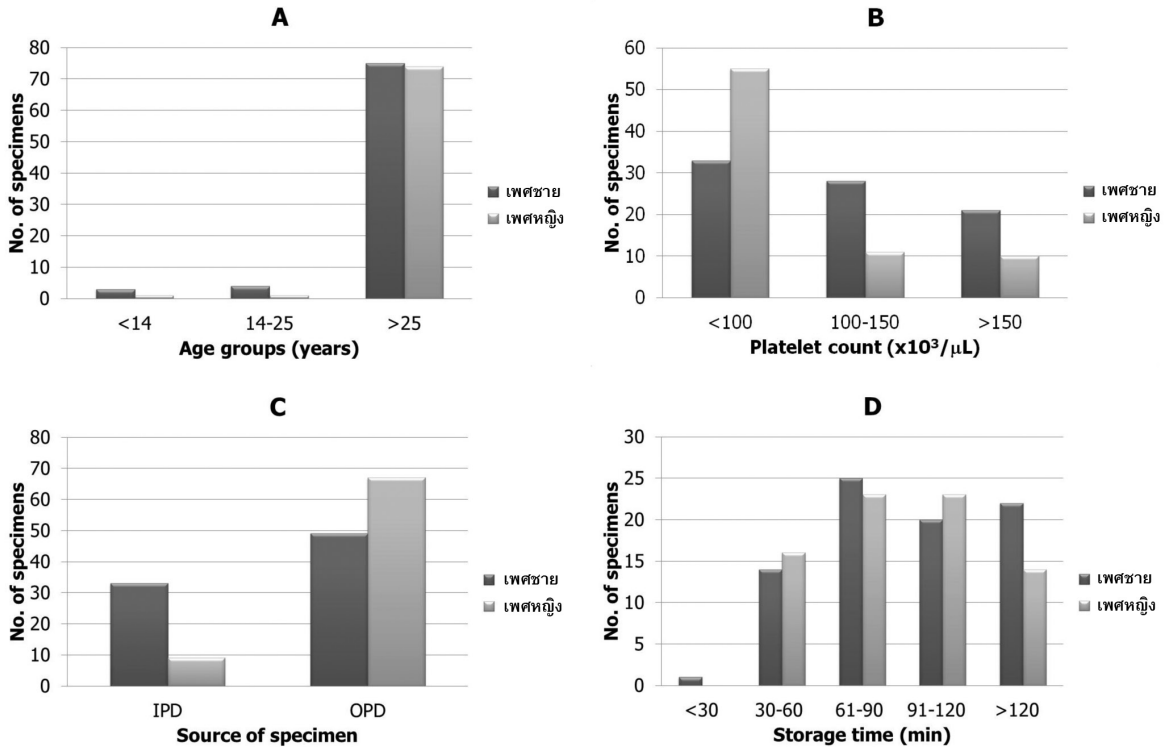 A
No. of specimens
80
70
60
50
40
30
20
10
0
<14 14-25 >25
Age groups (years)
เพศชาย
เพศหญิง
B
No. of specimens
60
50
40
30
20
10
0
<100 100-150 >150
Platelet count (x10³/µL)
เพศชาย
เพศหญิง
C
No. of specimens
80
70
60
50
40
30
20
10
0
IPD OPD
Source of specimen
เพศชาย
เพศหญิง
D
No. of specimens
30
25
20
15
10
5
0
<30 30-60 61-90 91-120 >120
Storage time (min)
เพศชาย
เพศหญิง